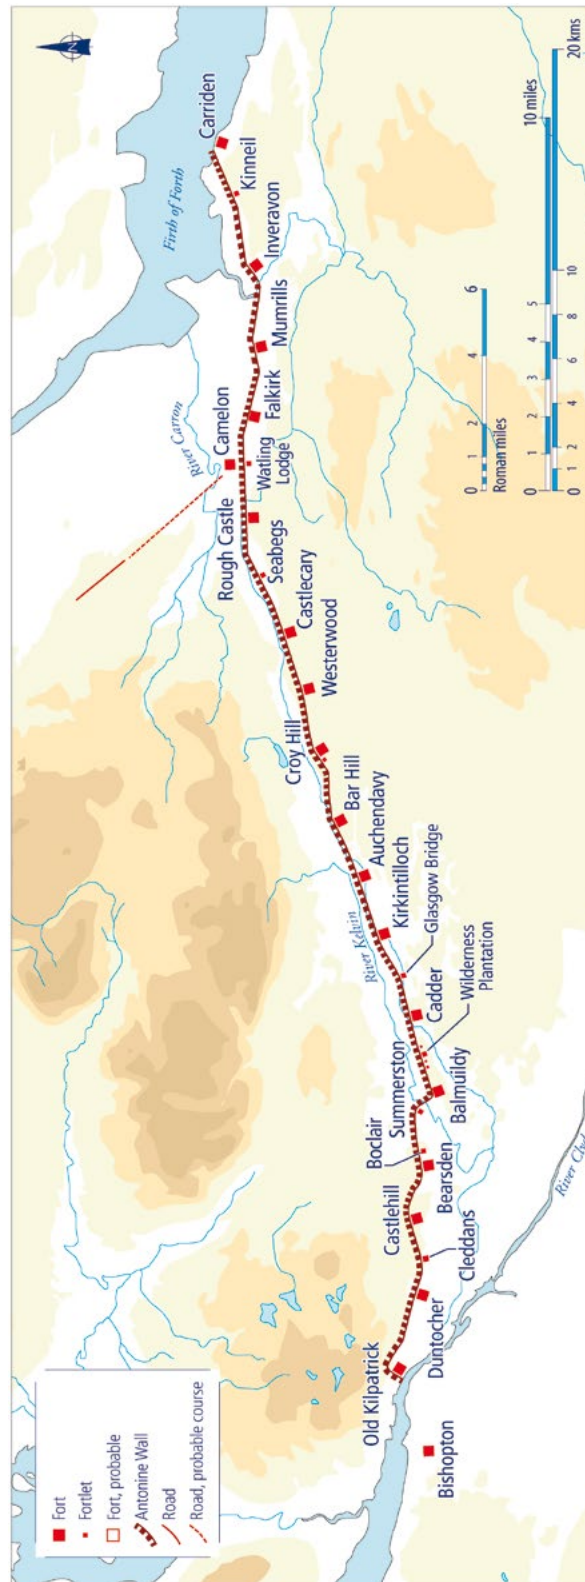 Fort
Fortlet
Fort, probable
Antonine Wall
Road
Road, probable course
N
Firth of Forth
River Carron
River Kelvin
Bishopton
Old Kilpatrick
Duntocher
Cleddans
Castlehill
Bearsden
Boclair
Summerston
Balmuildy
Wilderness
Plantation
Cadder
Glasgow Bridge
Kirkintilloch
Auchendavy
Bar Hill
Croy Hill
Westerwood
Castlecary
Seabegs
Rough Castle
Watling
Lodge
Camelon
Falkirk
Mumrills
Inveravon
Kinneil
Carriden
River Clyd
0 2 4 6
Roman miles
0 1 2 3 4 5 10 miles
0 2 4 6 8 10 20 kms